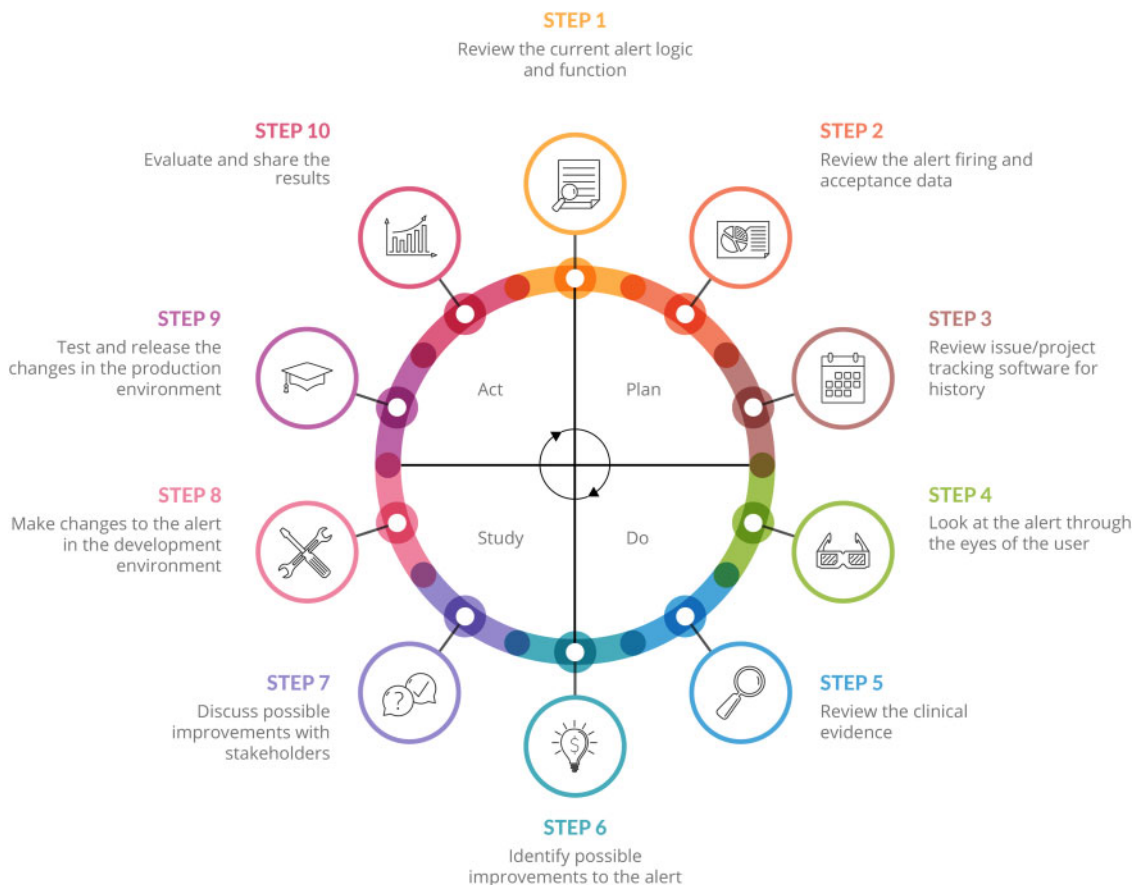 STEP 1
Review the current alert logic
and function
STEP 2
Review the alert firing and
acceptance data
STEP 3
Review issue/project
tracking software for
history
STEP 4
Look at the alert through
the eyes of the user
STEP 5
Review the clinical
evidence
STEP 6
Identify possible
improvements to the alert
STEP 7
Discuss possible
improvements with
stakeholders
STEP 8
Make changes to the alert
in the development
environment
STEP 9
Test and release the
changes in the production
environment
STEP 10
Evaluate and share the
results
Act
Plan
Study
Do
?
$